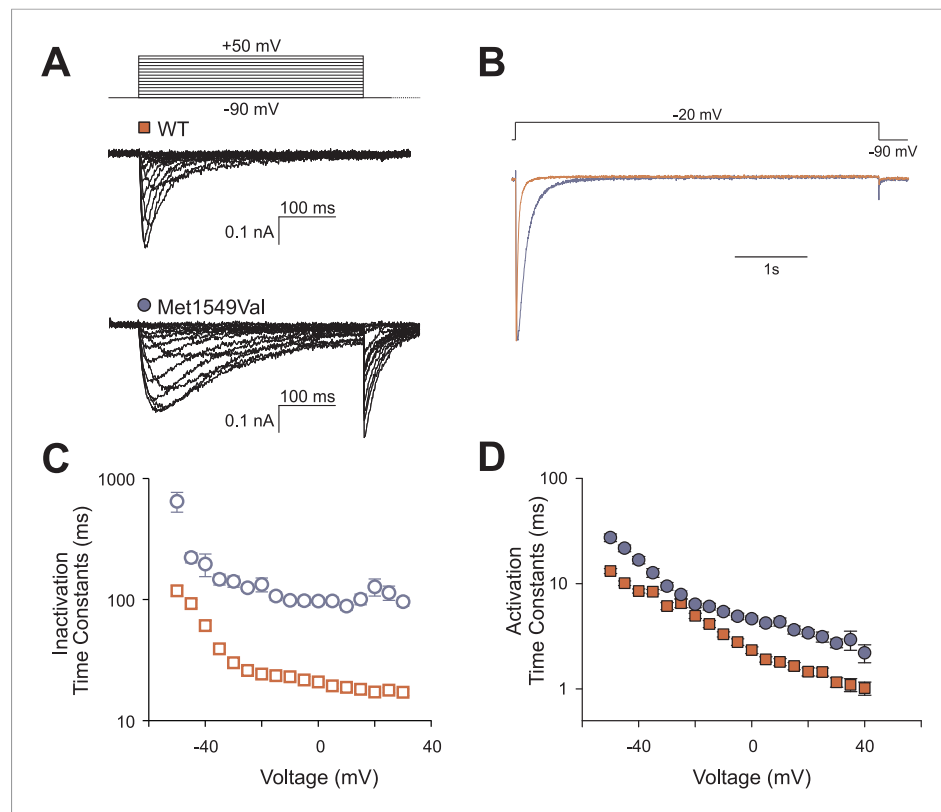 A
+50 mV
-90 mV
WT
100 ms
0.1 nA
Met1549Val
100 ms
0.1 nA
B
-20 mV
-90 mV
1s
C
Inactivation
Time Constants (ms)
1000
100
10
-40
0
40
Voltage (mV)
D
Activation
Time Constants (ms)
100
10
1
-40
0
40
Voltage (mV)